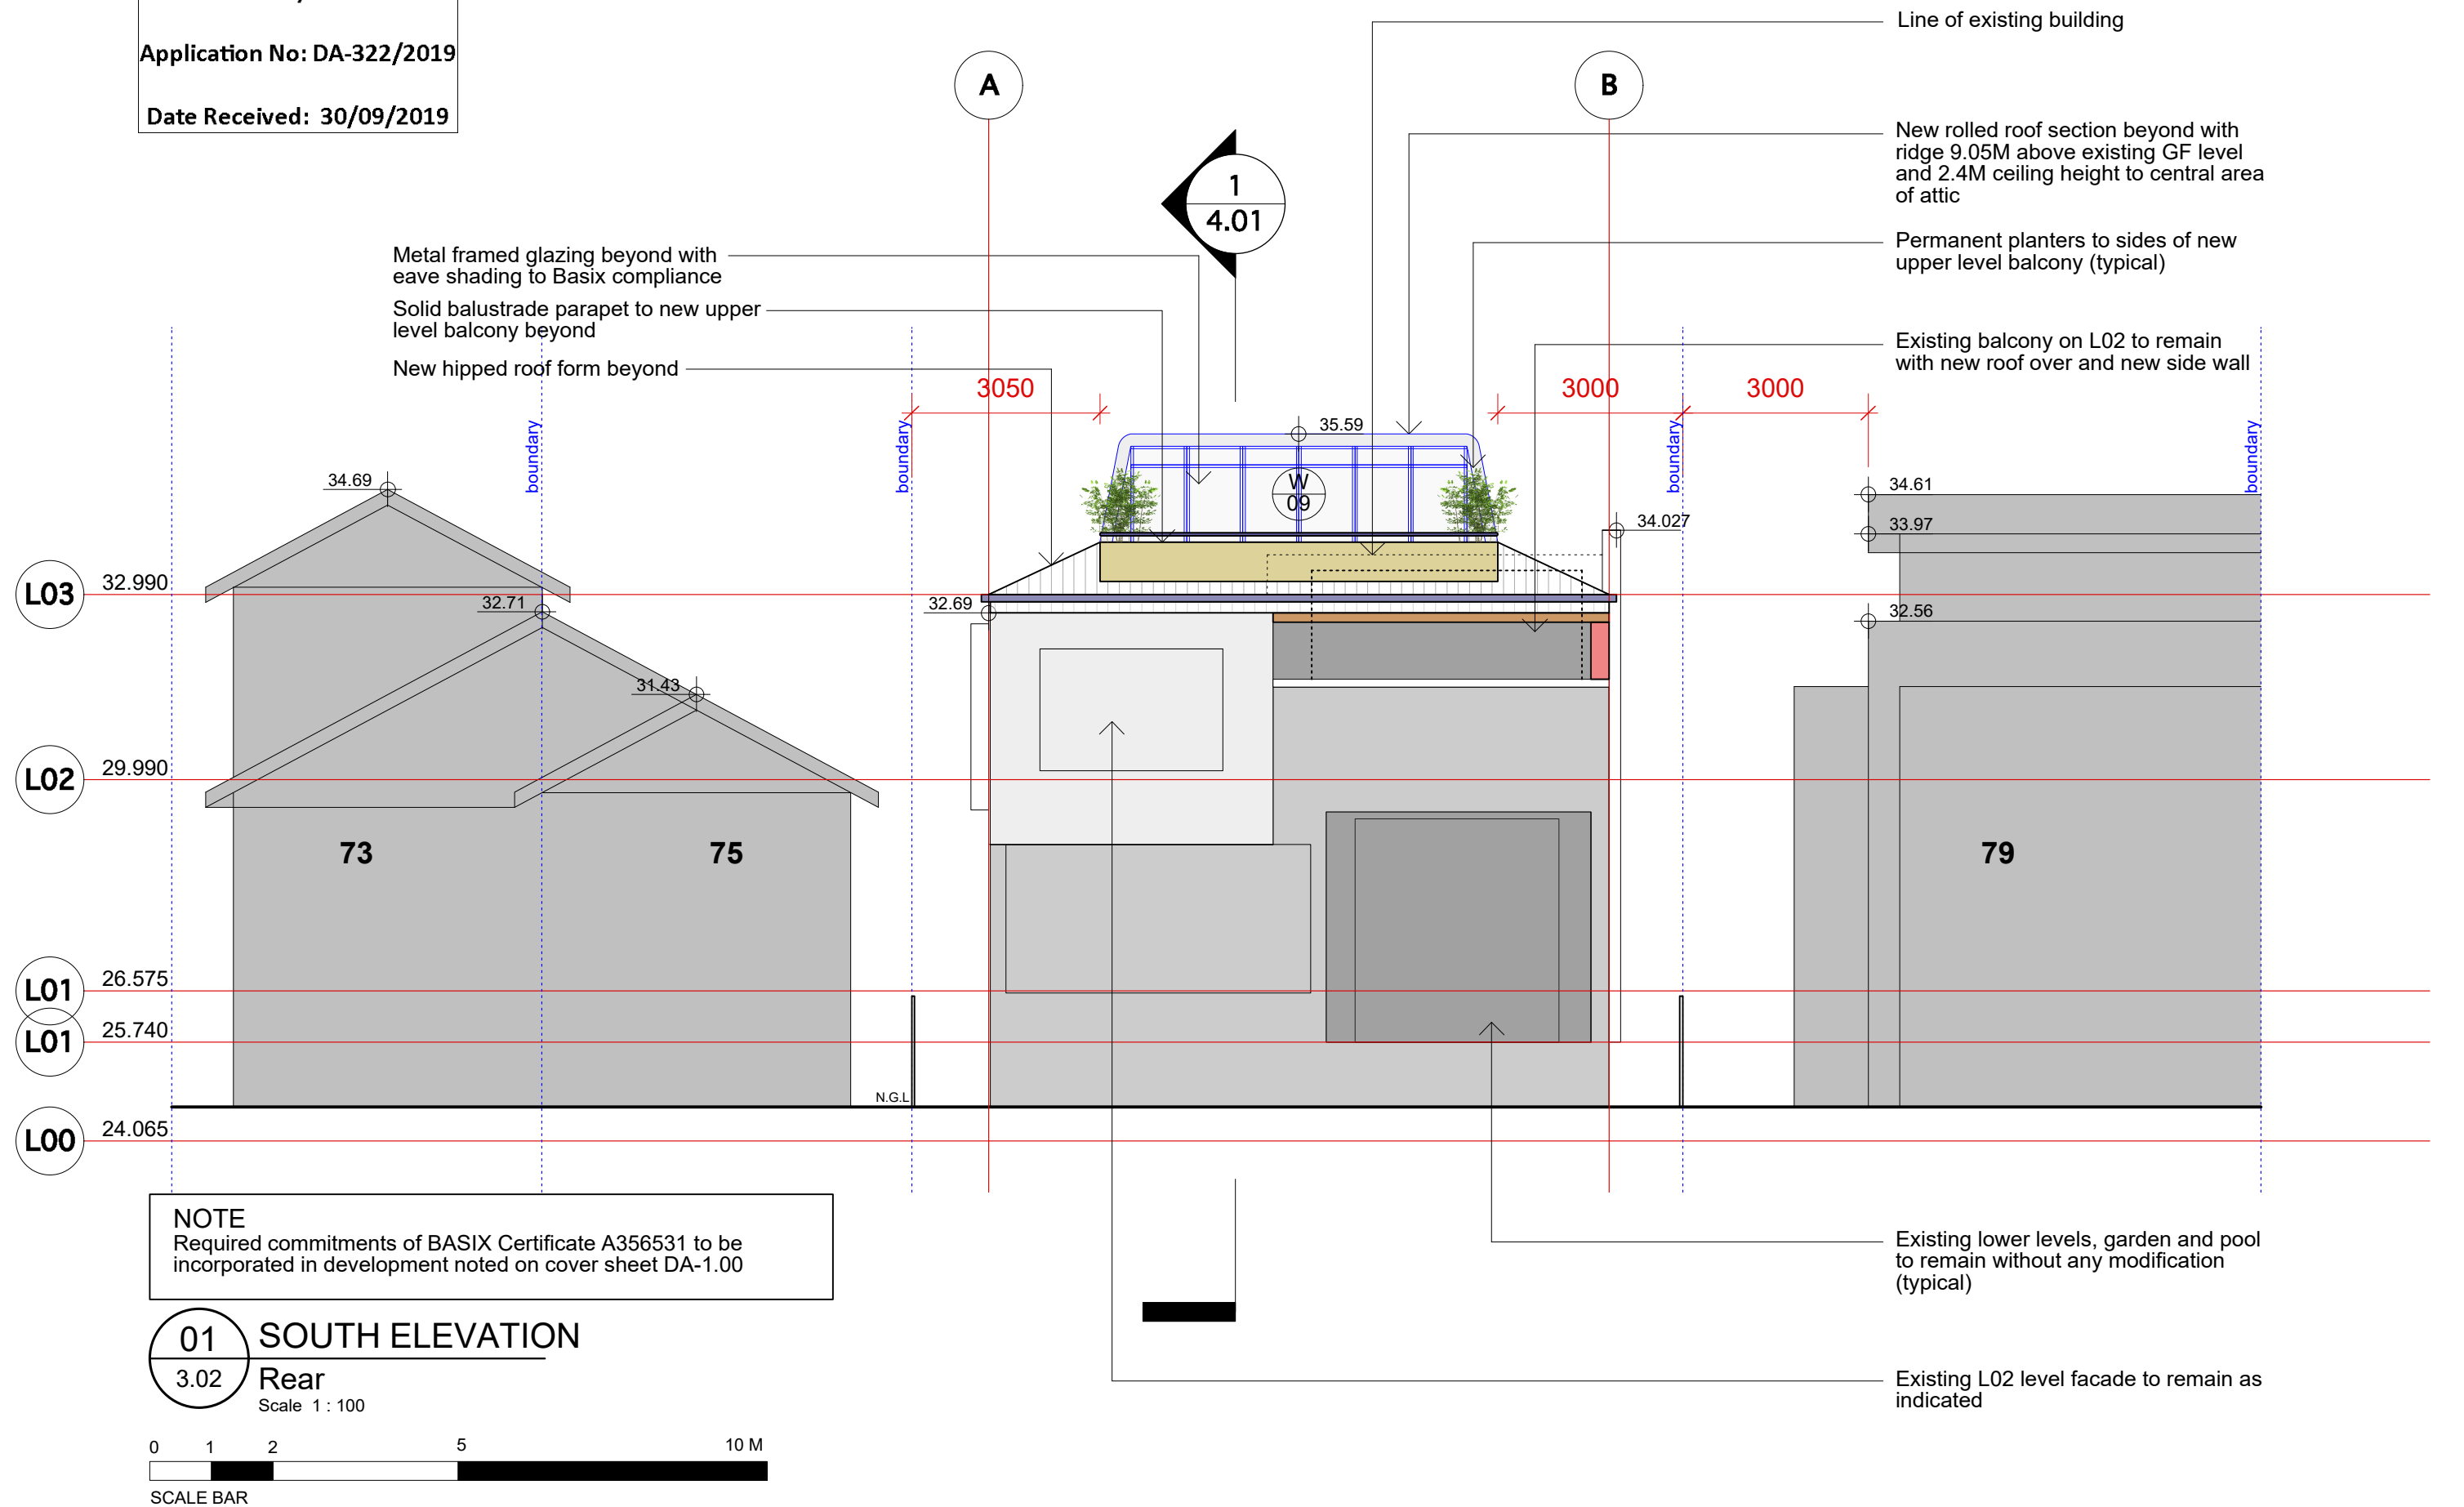 Application No: DA-322/2019
Date Received: 30/09/2019
A
B
1
4.01
Line of existing building
New rolled roof section beyond with
ridge 9.05M above existing GF level
and 2.4M ceiling height to central area
of attic
Permanent planters to sides of new
upper level balcony (typical)
Existing balcony on L02 to remain
with new roof over and new side wall
Metal framed glazing beyond with
eave shading to Basix compliance
Solid balustrade parapet to new upper
level balcony beyond
New hipped roof form beyond
3050
3000
3000
boundary
boundary
boundary
boundary
35.59
34.69
W
09
34.61
34.027
33.97
L03
32.990
32.71
32.69
32.56
31.43
L02
29.990
73
75
79
L01
26.575
L01
25.740
N.G.L
L00
24.065
NOTE
Required commitments of BASIX Certificate A356531 to be
incorporated in development noted on cover sheet DA-1.00
Existing lower levels, garden and pool
to remain without any modification
(typical)
01
3.02
SOUTH ELEVATION
Rear
Scale 1 : 100
Existing L02 level facade to remain as
indicated
0 1 2 5 10 M
SCALE BAR